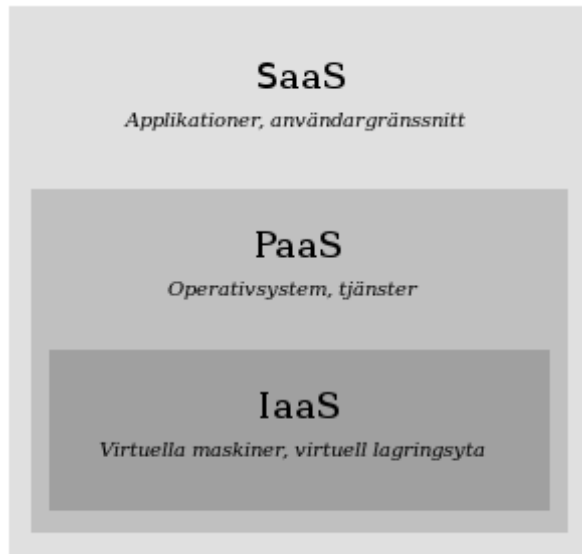 SaaS
Applikationer, användargränssnitt
PaaS
Operativsystem, tjänster
IaaS
Virtuella maskiner, virtuell lagringsyta